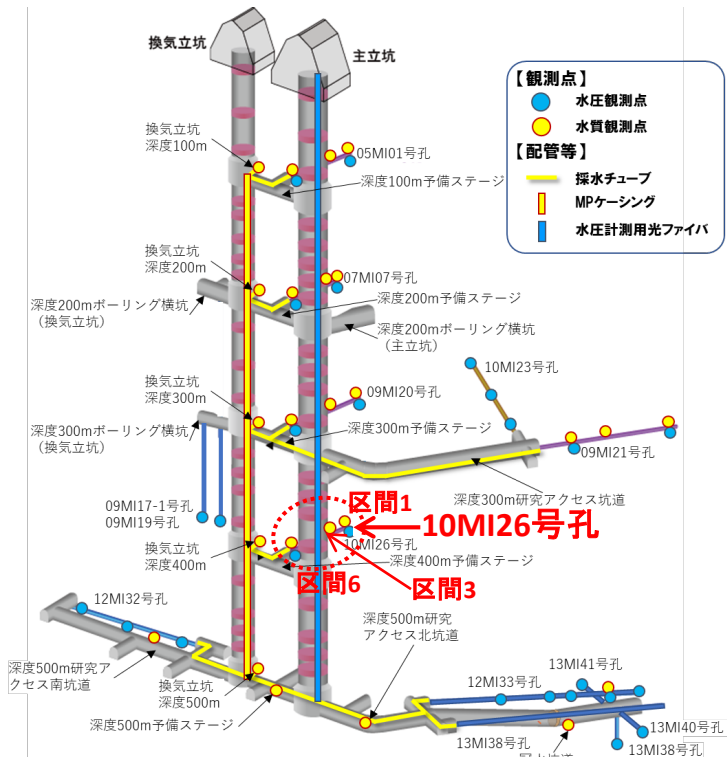 換気立坑
主立坑
【観測点】
水圧観測点
水質観測点
【配管等】
採水チューブ
MPケーシング
水圧計測用光ファイバ
換気立坑
深度100m
05MI01号孔
深度100m予備ステージ
換気立坑
深度200m
07MI07号孔
深度200mボーリング横坑
（換気立坑）
深度200m予備ステージ
深度200mボーリング横坑
（主立坑）
10MI23号孔
換気立坑
深度300m
09MI20号孔
深度300mボーリング横坑
（換気立坑）
深度300m予備ステージ
09MI21号孔
深度300m研究アクセス坑道
09MI17-1号孔
09MI19号孔
区間1
10MI26号孔
10MI26号孔
換気立坑
深度400m
深度400m予備ステージ
区間6
区間3
12MI32号孔
深度500m研究
アクセス北坑道
深度500m研究ア
クセス南坑道
換気立坑
深度500m
深度500m予備ステージ
12MI33号孔
13MI41号孔
13MI38号孔
13MI40号孔
13MI38号孔